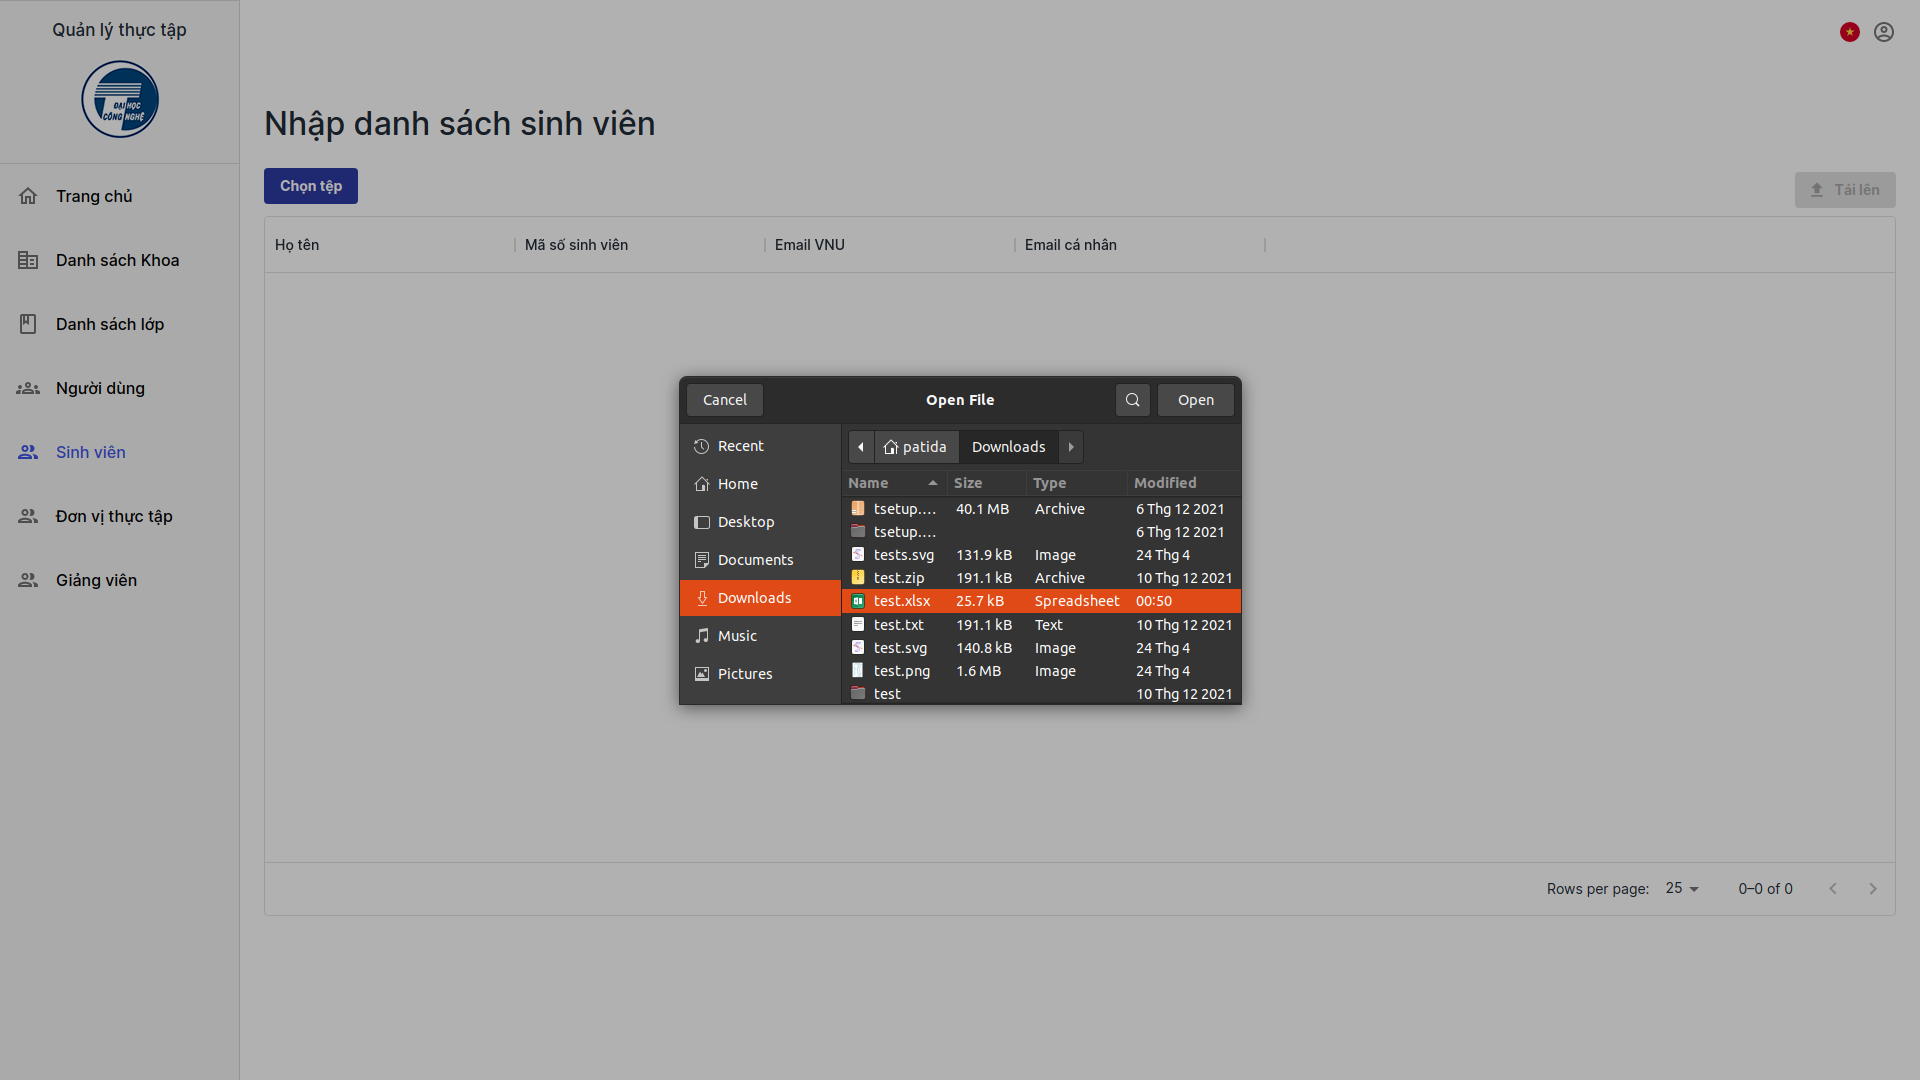 Quản lý thực tập
ĐẠI HỌC
CÔNG NGHỆ
Trang chủ
Danh sách Khoa
Danh sách lớp
Người dùng
Sinh viên
Đơn vị thực tập
Giảng viên
Nhập danh sách sinh viên
Chọn tệp
Tải lên
Họ tên Mã số sinh viên Email VNU Email cá nhân
Cancel Open File Open
Recent
Home
Desktop
Documents
Downloads
Music
Pictures
patida Downloads
Name Size Type Modified
tsetup.... 40.1 MB Archive 6 Thg 12 2021
tsetup.... 6 Thg 12 2021
tests.svg 131.9 kB Image 24 Thg 4
test.zip 191.1 kB Archive 10 Thg 12 2021
test.xlsx 25.7 kB Spreadsheet 00:50
test.txt 191.1 kB Text 10 Thg 12 2021
test.svg 140.8 kB Image 24 Thg 4
test.png 1.6 MB Image 24 Thg 4
test 10 Thg 12 2021
Rows per page: 25 0–0 of 0